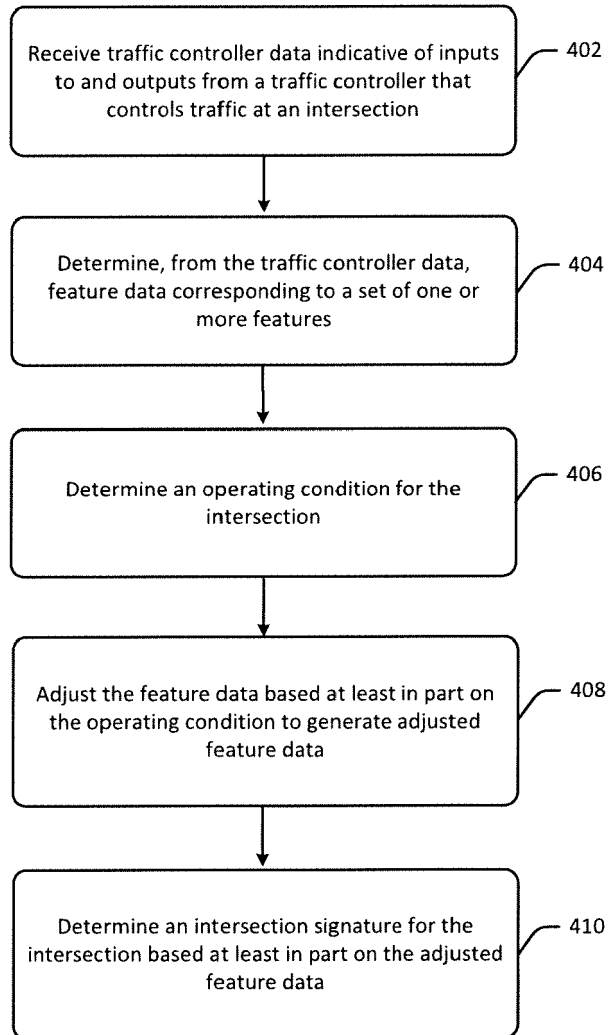 Receive traffic controller data indicative of inputs
to and outputs from a traffic controller that
controls traffic at an intersection
402
Determine, from the traffic controller data,
feature data corresponding to a set of one or
more features
404
Determine an operating condition for the
intersection
406
Adjust the feature data based at least in part on
the operating condition to generate adjusted
feature data
408
Determine an intersection signature for the
intersection based at least in part on the adjusted
feature data
410